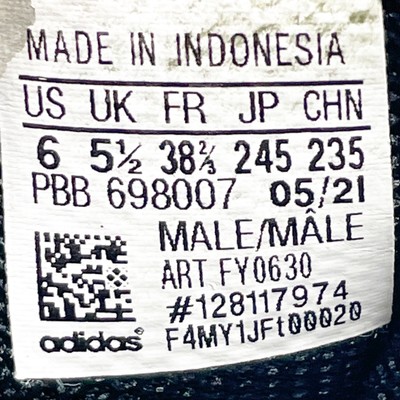 MADE IN INDONESIA
US UK FR JP CHN
6 5½ 38⅔ 245 235
PBB 698007 05/21
MALE/MÂLE
ART FY0630
#128117974
adidas® F4MY1JFt00020